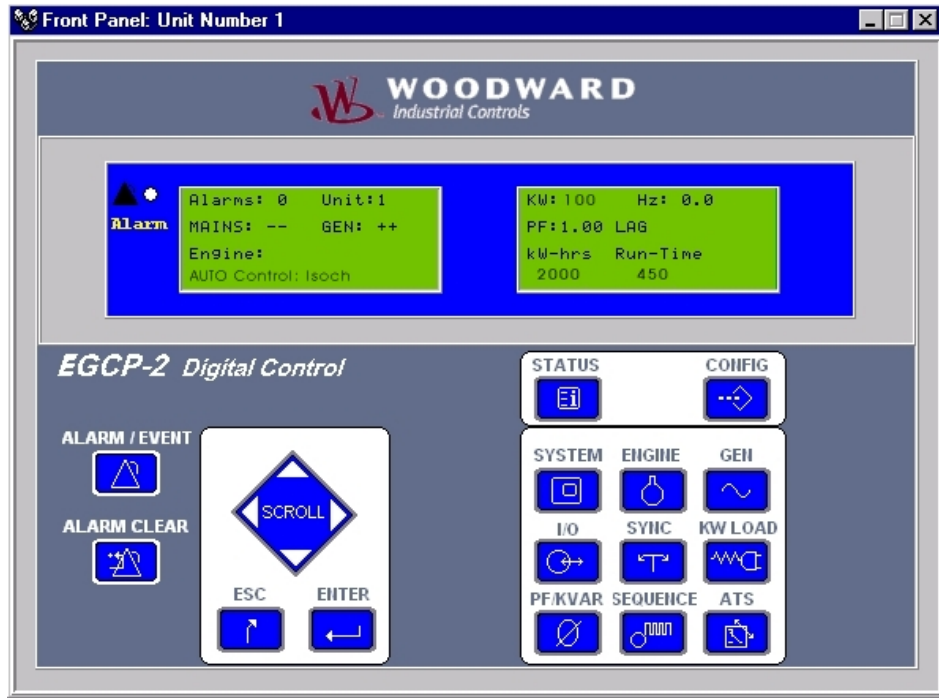 Front Panel: Unit Number 1
WOODWARD
Industrial Controls
Alarm
Alarms: 0 Unit:1
MAINS: -- GEN: ++
Engine:
AUTO Control: Isoch
KW: 100 Hz: 0.0
PF:1.00 LAG
kW-hrs Run-Time
2000 450
EGCP-2 Digital Control
STATUS CONFIG
ALARM / EVENT
ALARM CLEAR
SCROLL
ESC ENTER
SYSTEM ENGINE GEN
I/O SYNC KW LOAD
PF/KVAR SEQUENCE ATS